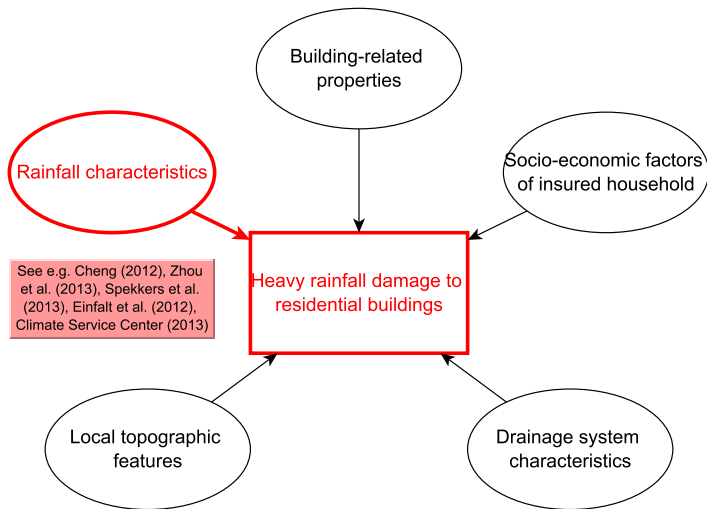 Building-related
properties
Rainfall characteristics
Socio-economic factors
of insured household
See e.g. Cheng (2012), Zhou
et al. (2013), Spekkers et al.
(2013), Einfalt et al. (2012),
Climate Service Center (2013)
Heavy rainfall damage to
residential buildings
Local topographic
features
Drainage system
characteristics